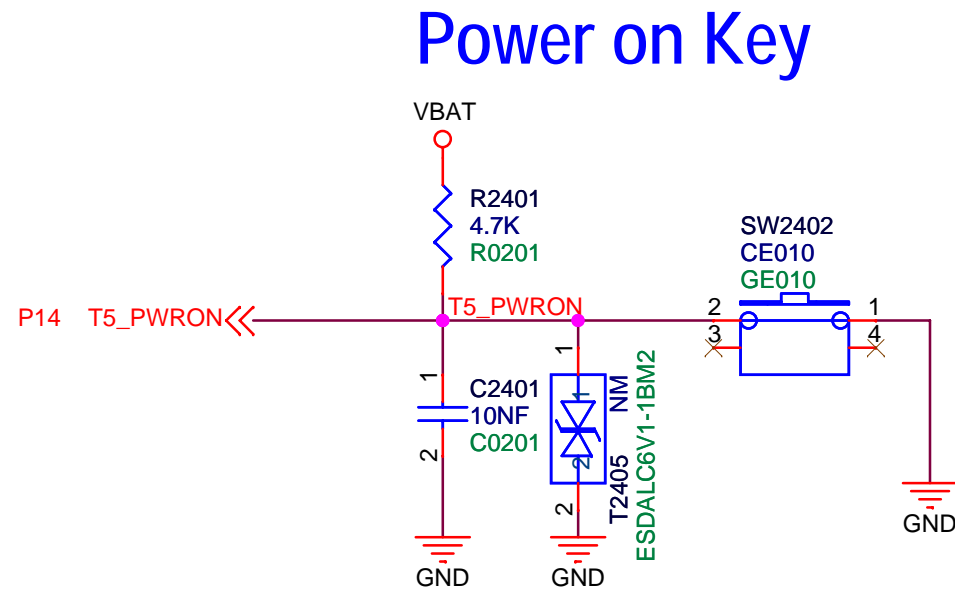 Power on Key
VBAT
R2401
4.7K
R0201
SW2402
CE010
GE010
P14 T5_PWRON
T5_PWRON
2
1
3
4
1
C2401
10NF
C0201
2
1
1
2
2
NM
T2405
ESDALC6V1-1BM2
GND
GND
GND